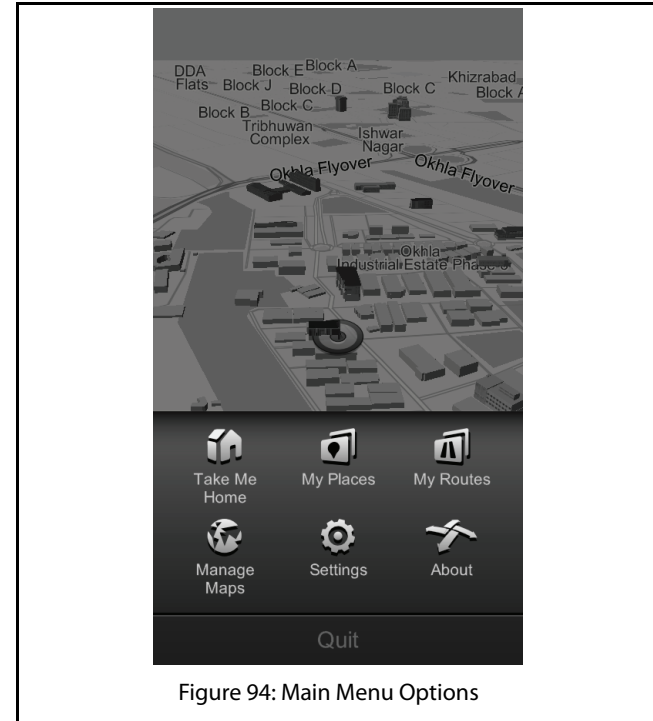 DDA
Flats
Block E
Block A
Block J
Block D
Block C
Khizrabad
Block A
Block B
Block C
Tribhuwan
Complex
Ishwar
Nagar
Okhla Flyover
Okhla Flyover
Okhla
Industrial Estate Phase-3
Take Me
Home
My Places
My Routes
Manage
Maps
Settings
About
Quit
Figure 94: Main Menu Options